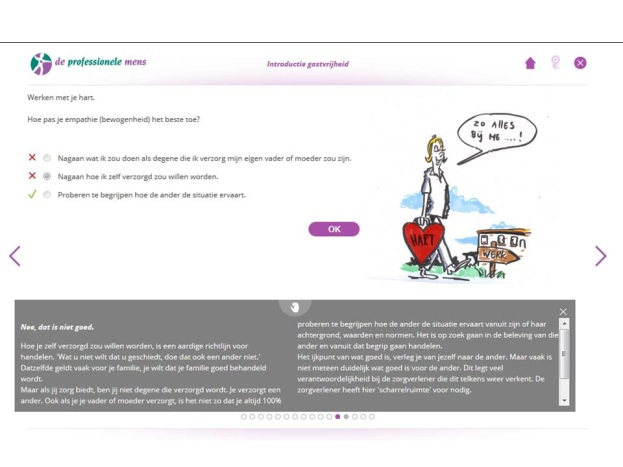 de professionele mens
Introductie gastvrijheid
Werken met je hart.
Hoe pas je empathie (bewogenheid) het beste toe?
Nagaan wat ik zou doen als degene die ik verzorg mijn eigen vader of moeder zou zijn.
Nagaan hoe ik zelf verzorgd zou willen worden.
Proberen te begrijpen hoe de ander de situatie ervaart.
OK
ZO ALLES
BIJ ME ....!
HART
WERK
Nee, dat is niet goed.
Hoe je zelf verzorgd zou willen worden, is een aardige richtlijn voor
handelen. 'Wat u niet wilt dat u geschiedt, doe dat ook een ander niet.'
Datzelfde geldt vaak voor je familie, je wilt dat je familie goed behandeld
wordt.
Maar als jij zorg biedt, ben jij niet degene die verzorgd wordt. Je verzorgt een
ander. Ook als je je vader of moeder verzorgt, is het niet zo dat je altijd 100%
proberen te begrijpen hoe de ander de situatie ervaart vanuit zijn of haar
achtergrond, waarden en normen. Het is op zoek gaan in de beleving van die
ander en vanuit dat begrip gaan handelen.
Het ijkpunt van wat goed is, verleg je van jezelf naar de ander. Maar vaak is
niet meteen duidelijk wat goed is voor de ander. Dit legt veel
verantwoordelijkheid bij de zorgverlener die dit telkens weer verkent. De
zorgverlener heeft hier 'scharrelruimte' voor nodig.